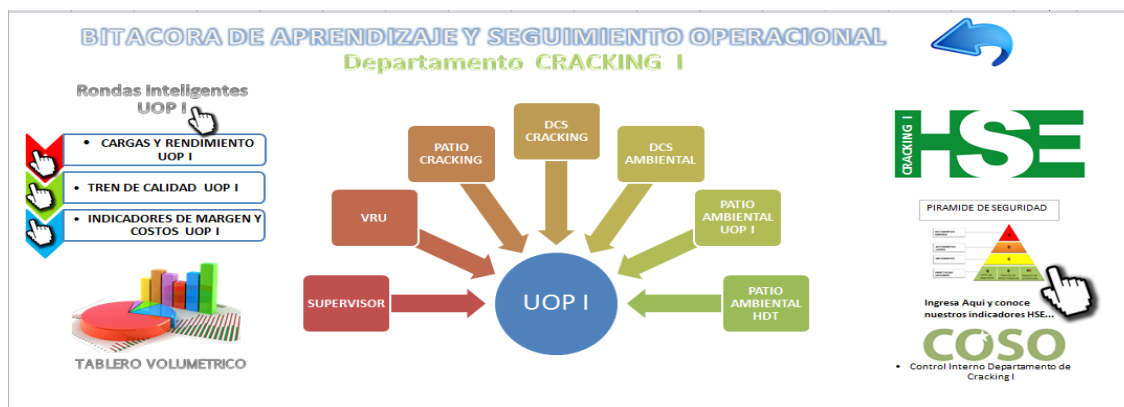 BITACORA DE APRENDIZAJE Y SEGUIMIENTO OPERACIONAL
Departamento CRACKING I
Rondas Inteligentes
UOP I
• CARGAS Y RENDIMIENTO
UOP I
• TREN DE CALIDAD UOP I
• INDICADORES DE MARGEN Y
COSTOS UOP I
TABLERO VOLUMETRICO
SUPERVISOR
VRU
PATIO
CRACKING
DCS
CRACKING
DCS
AMBIENTAL
PATIO
AMBIENTAL
UOP I
PATIO
AMBIENTAL
HDT
UOP I
CRACKING I
HSE
PIRAMIDE DE SEGURIDAD
Ingresa Aqui y conoce
nuestros indicadores HSE...
COSO
• Control Interno Departamento de
Cracking I